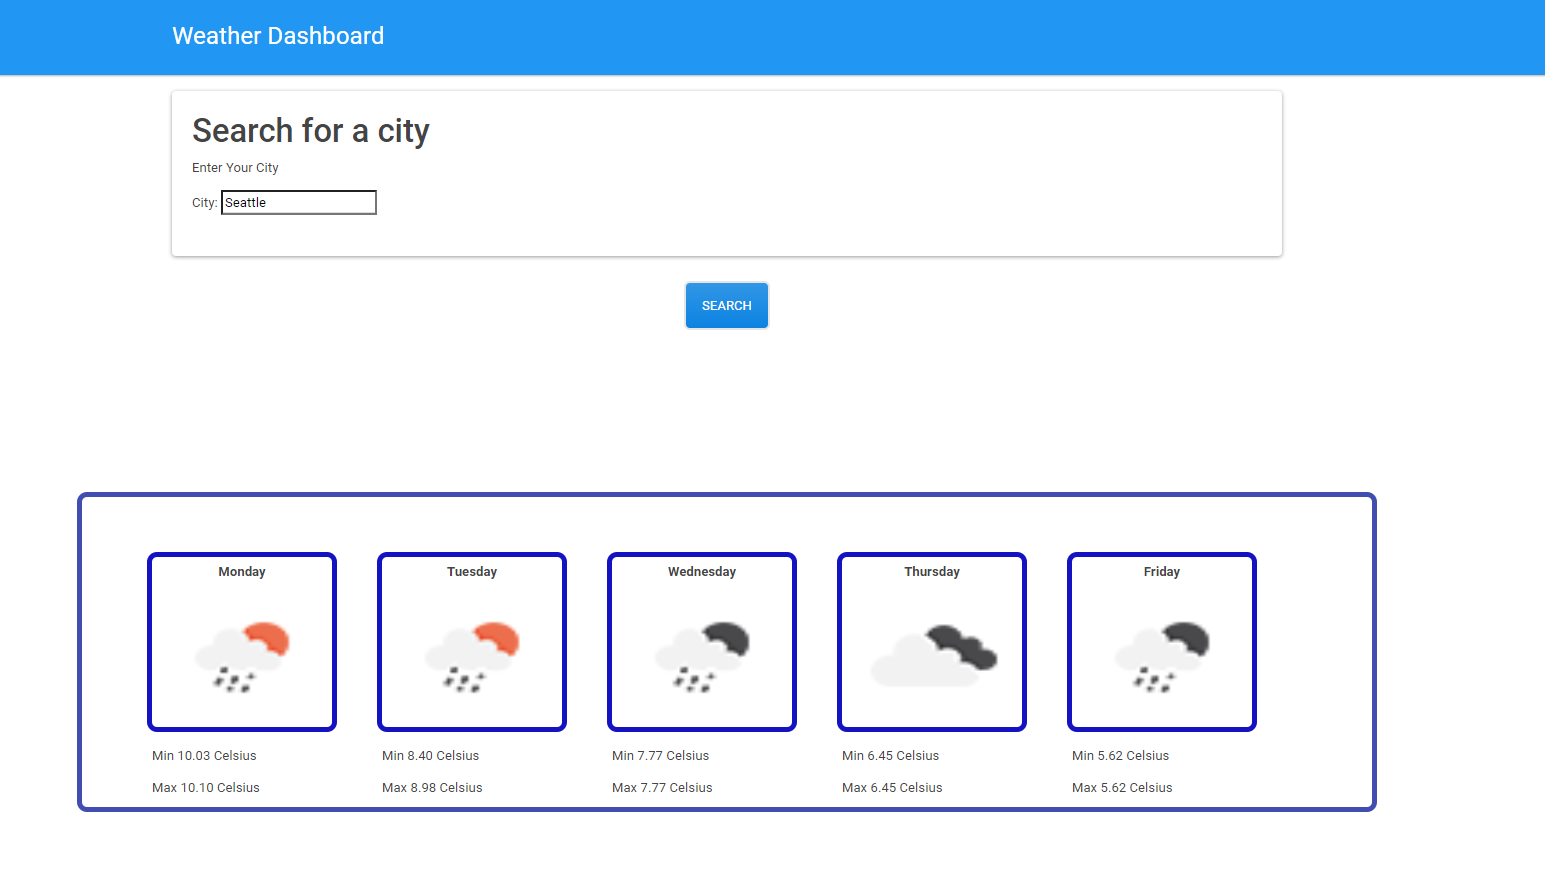 Weather Dashboard
Search for a city
Enter Your City
City: Seattle
SEARCH
Monday Tuesday Wednesday Thursday Friday
Min 10.03 Celsius Min 8.40 Celsius Min 7.77 Celsius Min 6.45 Celsius Min 5.62 Celsius
Max 10.10 Celsius Max 8.98 Celsius Max 7.77 Celsius Max 6.45 Celsius Max 5.62 Celsius